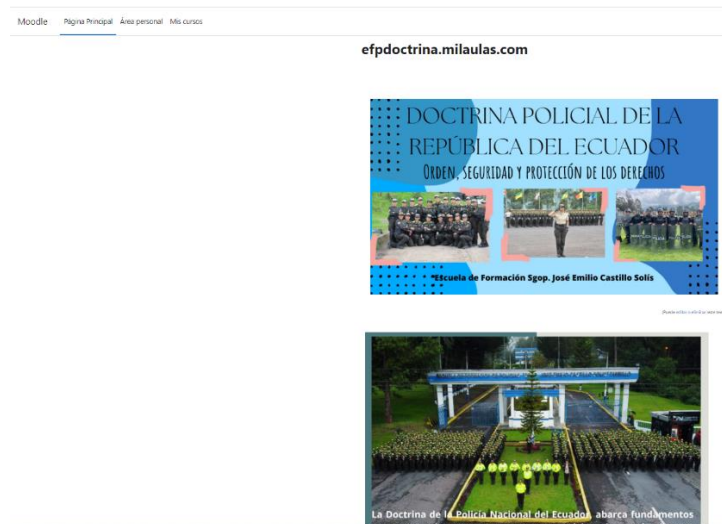 Moodle Página Principal Área personal Mis cursos
efpdoctrina.milaulas.com
DOCTRINA POLICIAL DE LA
REPÚBLICA DEL ECUADOR
ORDEN, SEGURIDAD Y PROTECCIÓN DE LOS DERECHOS
Escuela de Formación Sgop. José Emilio Castillo Solís
La Doctrina de la Policía Nacional del Ecuador, abarca fundamentos